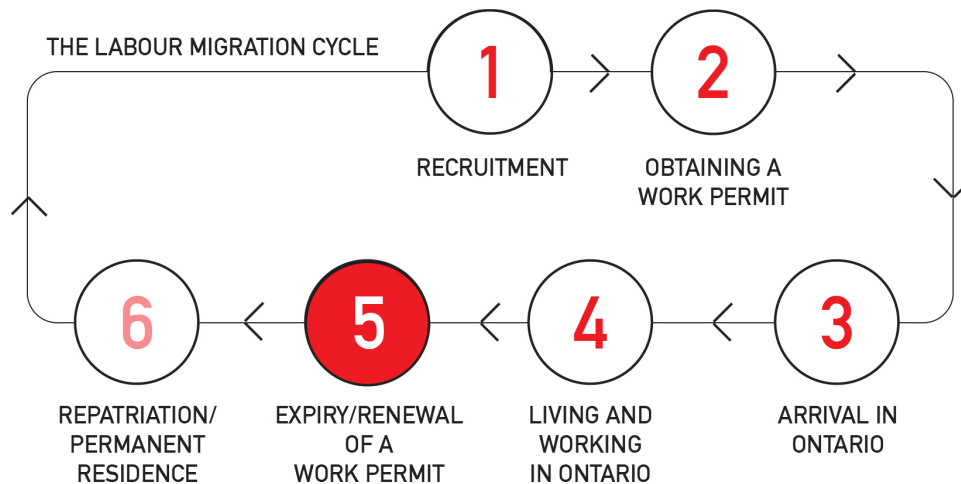 THE LABOUR MIGRATION CYCLE
1
RECRUITMENT
2
OBTAINING A
WORK PERMIT
3
ARRIVAL IN
ONTARIO
4
LIVING AND
WORKING
IN ONTARIO
5
EXPIRY/RENEWAL
OF A
WORK PERMIT
6
REPATRIATION/
PERMANENT
RESIDENCE